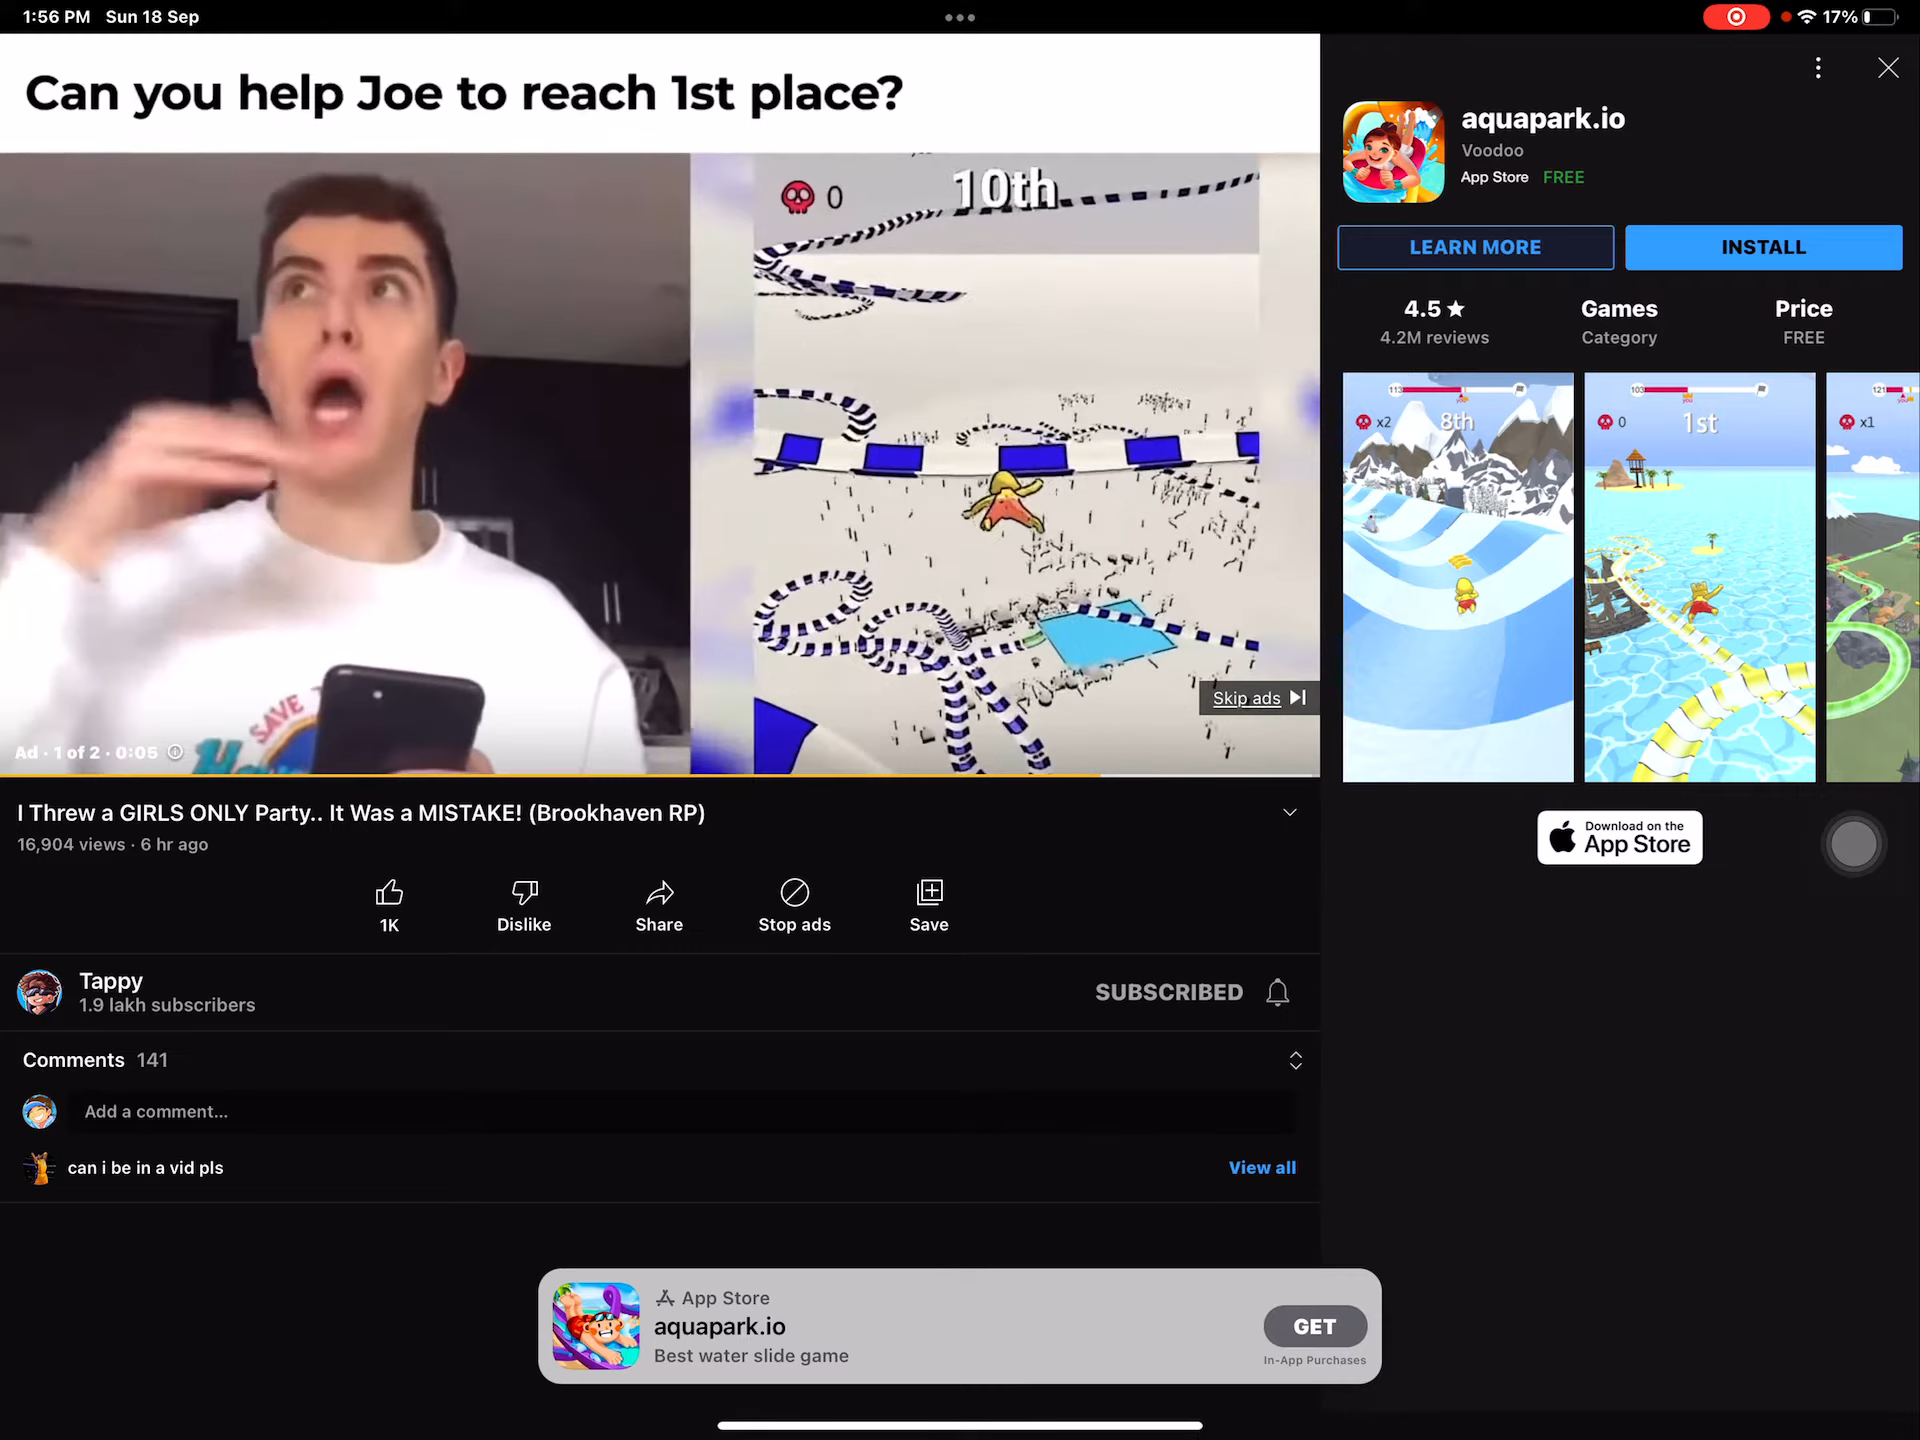 1:56 PM Sun 18 Sep
17%
Can you help Joe to reach 1st place?
0
10th
SAVE
Skip ads
Ad · 1 of 2 · 0:05
aquapark.io
Voodoo
App Store FREE
LEARN MORE
INSTALL
4.5 ★
4.2M reviews
Games
Category
Price
FREE
113
x2
8th
103
you
0
1st
121
x1
Download on the
App Store
I Threw a GIRLS ONLY Party.. It Was a MISTAKE! (Brookhaven RP)
16,904 views · 6 hr ago
1K
Dislike
Share
Stop ads
Save
Tappy
1.9 lakh subscribers
SUBSCRIBED
Comments 141
Add a comment...
can i be in a vid pls
View all
App Store
aquapark.io
Best water slide game
GET
In-App Purchases